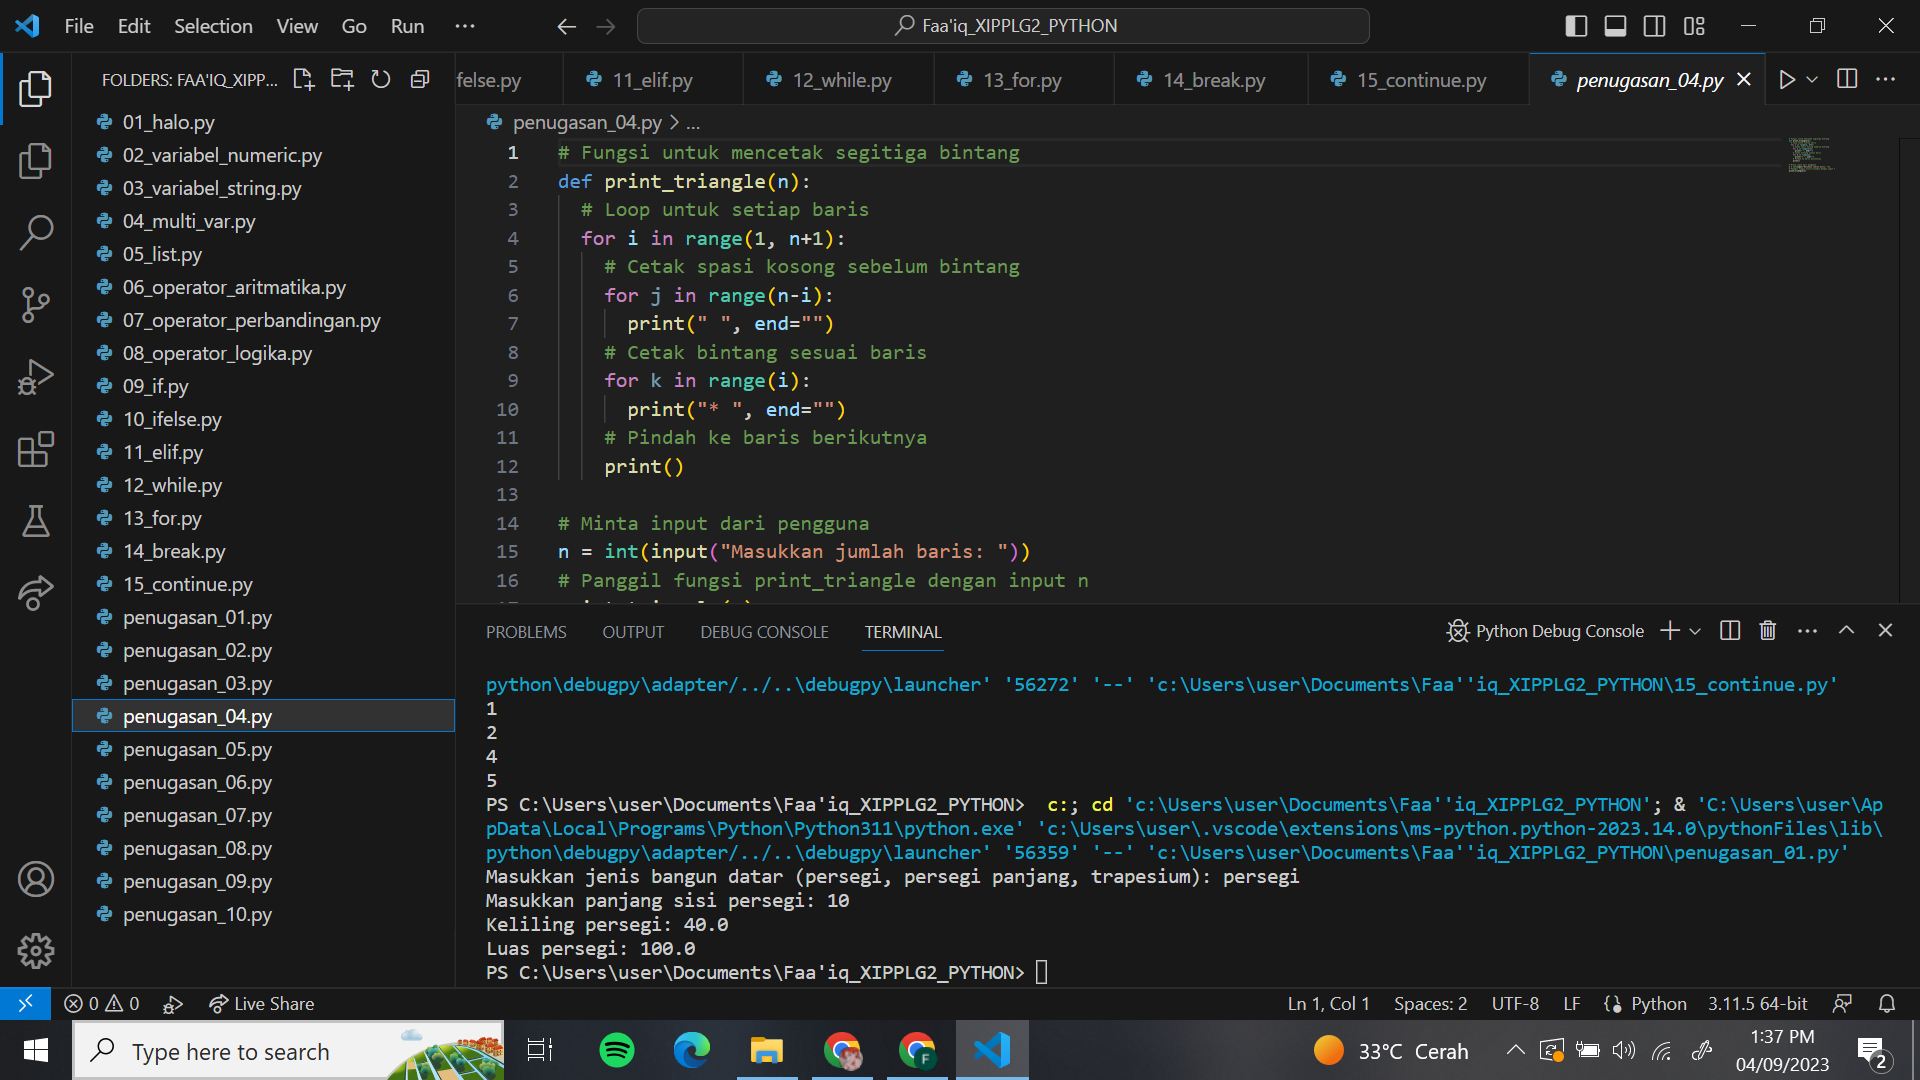 File Edit Selection View Go Run ...
Faa'iq_XIPPLG2_PYTHON
FOLDERS: FAA'IQ_XIPP...
felse.py
11_elif.py
12_while.py
13_for.py
14_break.py
15_continue.py
penugasan_04.py
01_halo.py
02_variabel_numeric.py
03_variabel_string.py
04_multi_var.py
05_list.py
06_operator_aritmatika.py
07_operator_perbandingan.py
08_operator_logika.py
09_if.py
10_ifelse.py
11_elif.py
12_while.py
13_for.py
14_break.py
15_continue.py
penugasan_01.py
penugasan_02.py
penugasan_03.py
penugasan_04.py
penugasan_05.py
penugasan_06.py
penugasan_07.py
penugasan_08.py
penugasan_09.py
penugasan_10.py
penugasan_04.py > ...
1 # Fungsi untuk mencetak segitiga bintang
2 def print_triangle(n):
3 # Loop untuk setiap baris
4 for i in range(1, n+1):
5 # Cetak spasi kosong sebelum bintang
6 for j in range(n-i):
7 print(" ", end="")
8 # Cetak bintang sesuai baris
9 for k in range(i):
10 print("* ", end="")
11 # Pindah ke baris berikutnya
12 print()
13
14 # Minta input dari pengguna
15 n = int(input("Masukkan jumlah baris: "))
16 # Panggil fungsi print_triangle dengan input n
PROBLEMS OUTPUT DEBUG CONSOLE TERMINAL
Python Debug Console
python\debugpy\adapter/../..\debugpy\launcher' '56272' '--' 'c:\Users\user\Documents\Faa''iq_XIPPLG2_PYTHON\15_continue.py'
1
2
4
5
PS C:\Users\user\Documents\Faa'iq_XIPPLG2_PYTHON> c:; cd 'c:\Users\user\Documents\Faa''iq_XIPPLG2_PYTHON'; & 'C:\Users\user\Ap
pData\Local\Programs\Python\Python311\python.exe' 'c:\Users\user\.vscode\extensions\ms-python.python-2023.14.0\pythonFiles\lib\
python\debugpy\adapter/../..\debugpy\launcher' '56359' '--' 'c:\Users\user\Documents\Faa''iq_XIPPLG2_PYTHON\penugasan_01.py'
Masukkan jenis bangun datar (persegi, persegi panjang, trapesium): persegi
Masukkan panjang sisi persegi: 10
Keliling persegi: 40.0
Luas persegi: 100.0
PS C:\Users\user\Documents\Faa'iq_XIPPLG2_PYTHON>
0 0 Live Share
Ln 1, Col 1 Spaces: 2 UTF-8 LF Python 3.11.5 64-bit
Type here to search
F
33°C Cerah
1:37 PM
04/09/2023
2